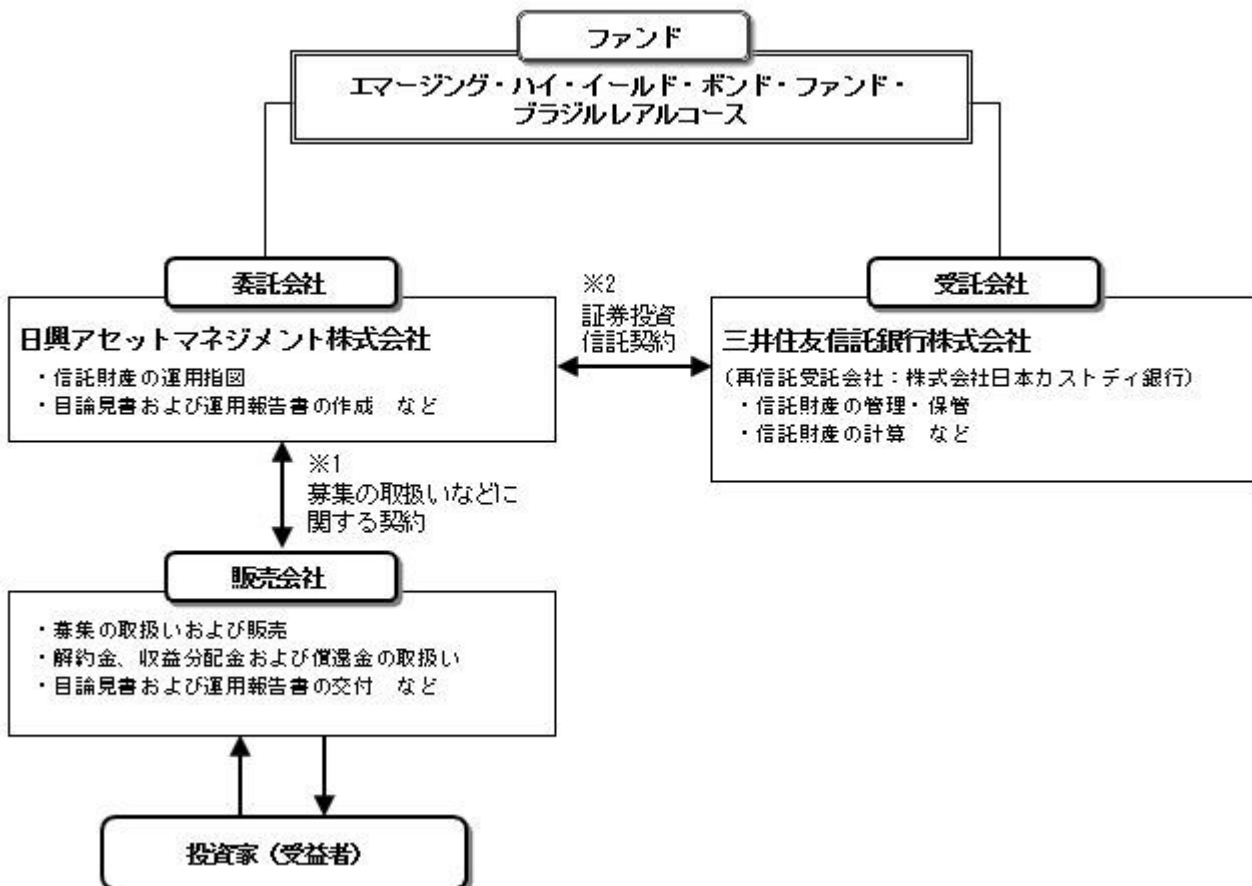 ファンド
エマージング・ハイ・イールド・ボンド・ファンド・
ブラジルレアルコース
委託会社
日興アセットマネジメント株式会社
・信託財産の運用指図
・目論見書および運用報告書の作成　など
※2
証券投資
信託契約
受託会社
三井住友信託銀行株式会社
（再信託受託会社：株式会社日本カストディ銀行）
・信託財産の管理・保管
・信託財産の計算　など
※1
募集の取扱いなどに
関する契約
販売会社
・募集の取扱いおよび販売
・解約金、収益分配金および償還金の取扱い
・目論見書および運用報告書の交付　など
投資家（受益者）